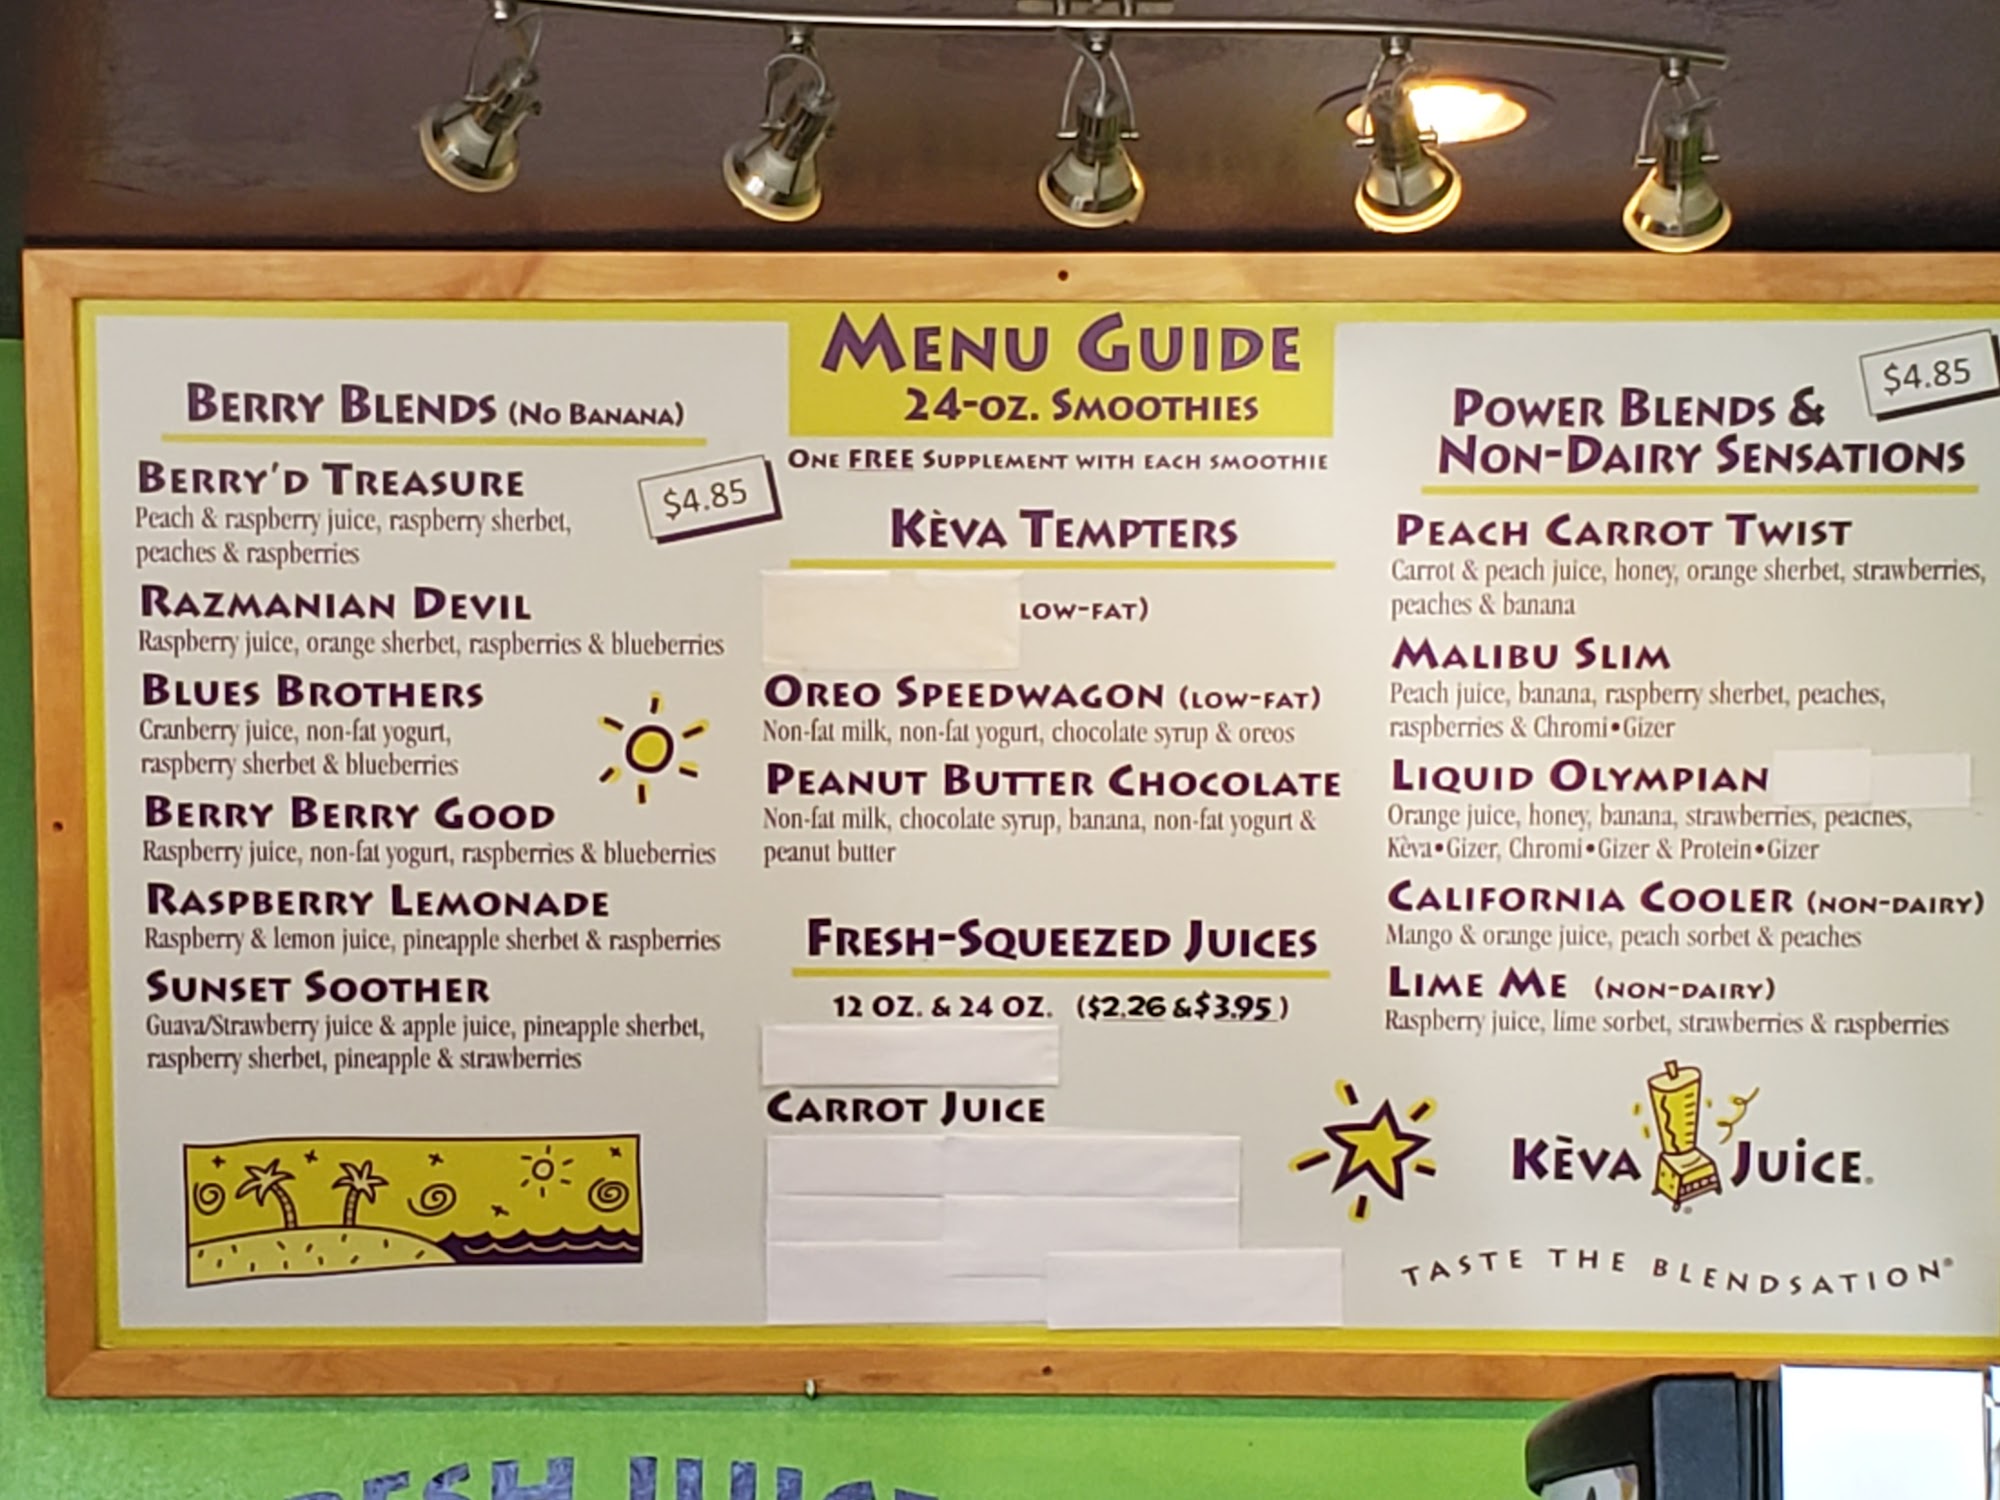 MENU GUIDE
24-OZ. SMOOTHIES
ONE FREE SUPPLEMENT WITH EACH SMOOTHIE
BERRY BLENDS (NO BANANA)
$4.85
BERRY'D TREASURE
Peach & raspberry juice, raspberry sherbet,
peaches & raspberries
RAZMANIAN DEVIL
Raspberry juice, orange sherbet, raspberries & blueberries
BLUES BROTHERS
Cranberry juice, non-fat yogurt,
raspberry sherbet & blueberries
BERRY BERRY GOOD
Raspberry juice, non-fat yogurt, raspberries & blueberries
RASPBERRY LEMONADE
Raspberry & lemon juice, pineapple sherbet & raspberries
SUNSET SOOTHER
Guava/Strawberry juice & apple juice, pineapple sherbet,
raspberry sherbet, pineapple & strawberries
KÈVA TEMPTERS
LOW-FAT)
OREO SPEEDWAGON (LOW-FAT)
Non-fat milk, non-fat yogurt, chocolate syrup & oreos
PEANUT BUTTER CHOCOLATE
Non-fat milk, chocolate syrup, banana, non-fat yogurt &
peanut butter
FRESH-SQUEEZED JUICES
12 OZ. & 24 OZ. ($2.26 & $3.95)
CARROT JUICE
POWER BLENDS &
NON-DAIRY SENSATIONS
$4.85
PEACH CARROT TWIST
Carrot & peach juice, honey, orange sherbet, strawberries,
peaches & banana
MALIBU SLIM
Peach juice, banana, raspberry sherbet, peaches,
raspberries & Chromi•Gizer
LIQUID OLYMPIAN
Orange juice, honey, banana, strawberries, peaches,
Kèva•Gizer, Chromi•Gizer & Protein•Gizer
CALIFORNIA COOLER (NON-DAIRY)
Mango & orange juice, peach sorbet & peaches
LIME ME (NON-DAIRY)
Raspberry juice, lime sorbet, strawberries & raspberries
KÈVA JUICE®
TASTE THE BLENDSATION®